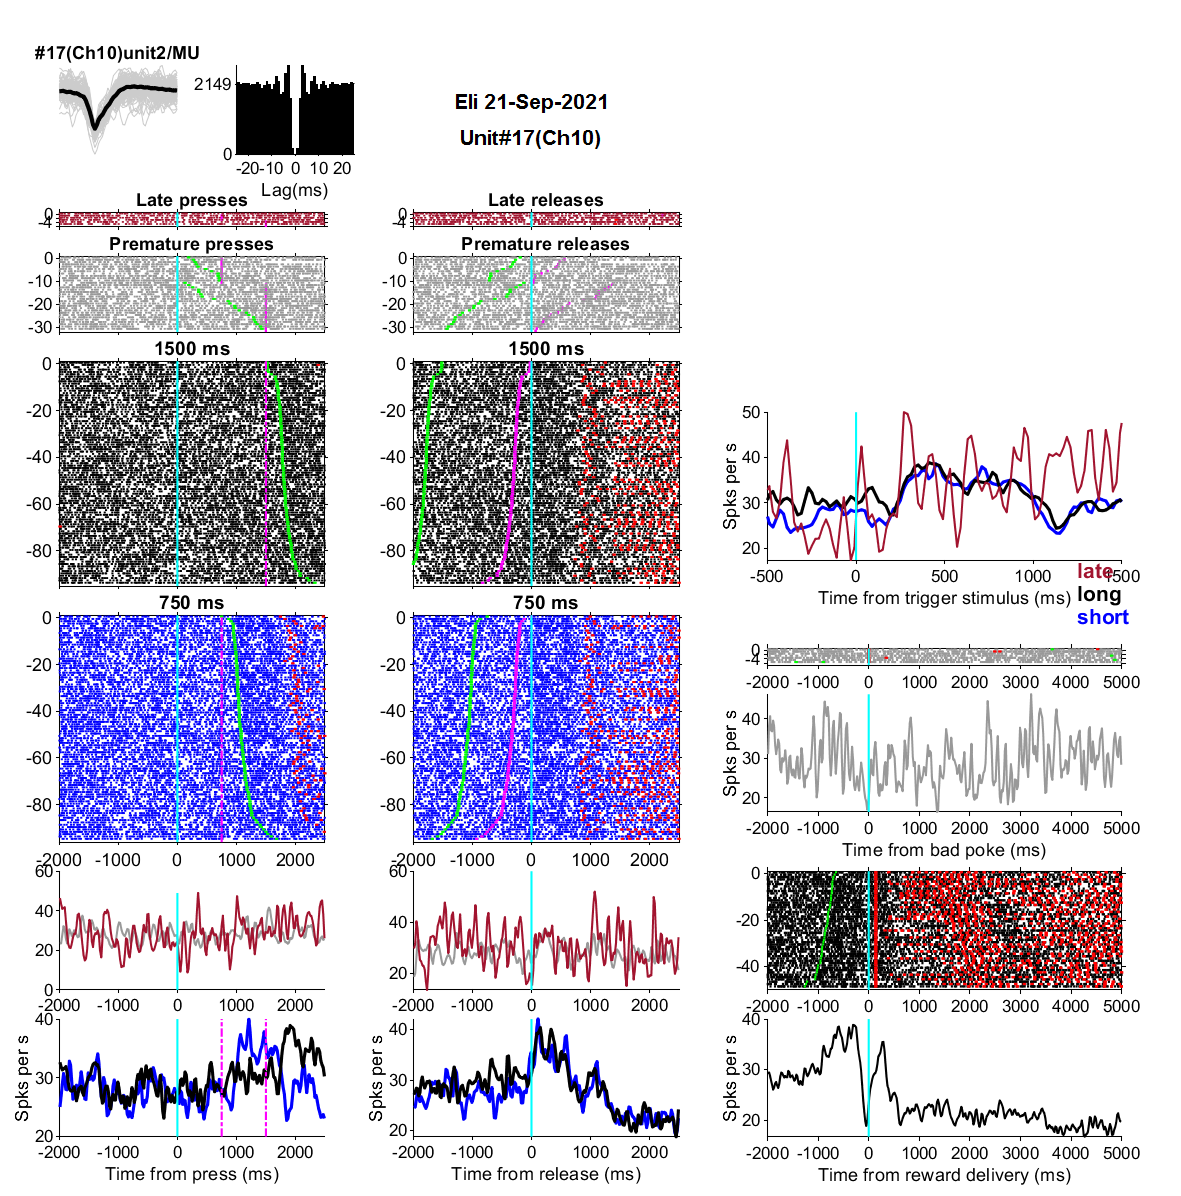 #17(Ch10)unit2/MU
2149
0
-20 -10 0 10 20
Lag(ms)
Eli 21-Sep-2021
Unit#17(Ch10)
Late presses
0
-4
Late releases
0
-4
Premature presses
0
-10
-20
-30
Premature releases
0
-10
-20
-30
1500 ms
0
-20
-40
-60
-80
1500 ms
0
-20
-40
-60
-80
750 ms
0
-20
-40
-60
-80
-2000 0 1000 2000
750 ms
0
-20
-40
-60
-80
-2000 -1000 0 1000 2000
60
40
20
0
-2000 -1000 0 1000 2000
60
40
20
-2000 -1000 0 1000 2000
Spks per s
40
30
20
-2000 -1000 0 1000 2000
Time from press (ms)
Spks per s
40
30
20
-2000 -1000 0 1000 2000
Time from release (ms)
Spks per s
50
40
30
20
-500 0 500 1000 1500
Time from trigger stimulus (ms)
late
long
short
0
-4
-2000 -1000 0 1000 2000 3000 4000 5000
Spks per s
40
30
20
-2000 -1000 0 1000 2000 3000 4000 5000
Time from bad poke (ms)
0
-20
-40
-2000 -1000 0 1000 2000 3000 4000 5000
Spks per s
40
30
20
-2000 -1000 0 1000 2000 3000 4000 5000
Time from reward delivery (ms)